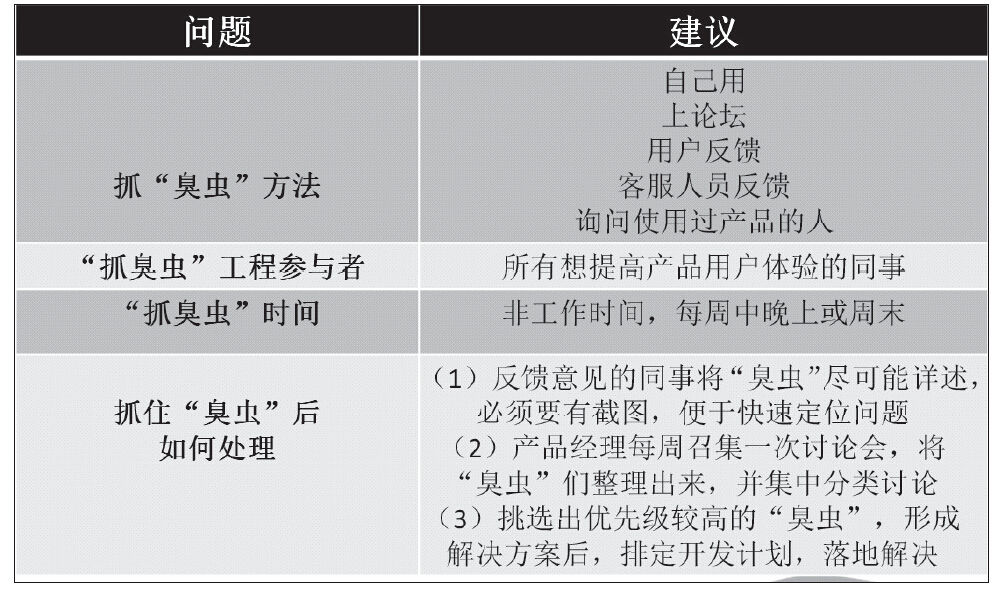 问题
建议
抓“臭虫”方法
自己用
上论坛
用户反馈
客服人员反馈
询问使用过产品的人
“抓臭虫”工程参与者
所有想提高产品用户体验的同事
“抓臭虫”时间
非工作时间，每周中晚上或周末
抓住“臭虫”后
如何处理
（1）反馈意见的同事将“臭虫”尽可能详述，
必须要有截图，便于快速定位问题
（2）产品经理每周召集一次讨论会，将
“臭虫”们整理出来，并集中分类讨论
（3）挑选出优先级较高的“臭虫”，形成
解决方案后，排定开发计划，落地解决